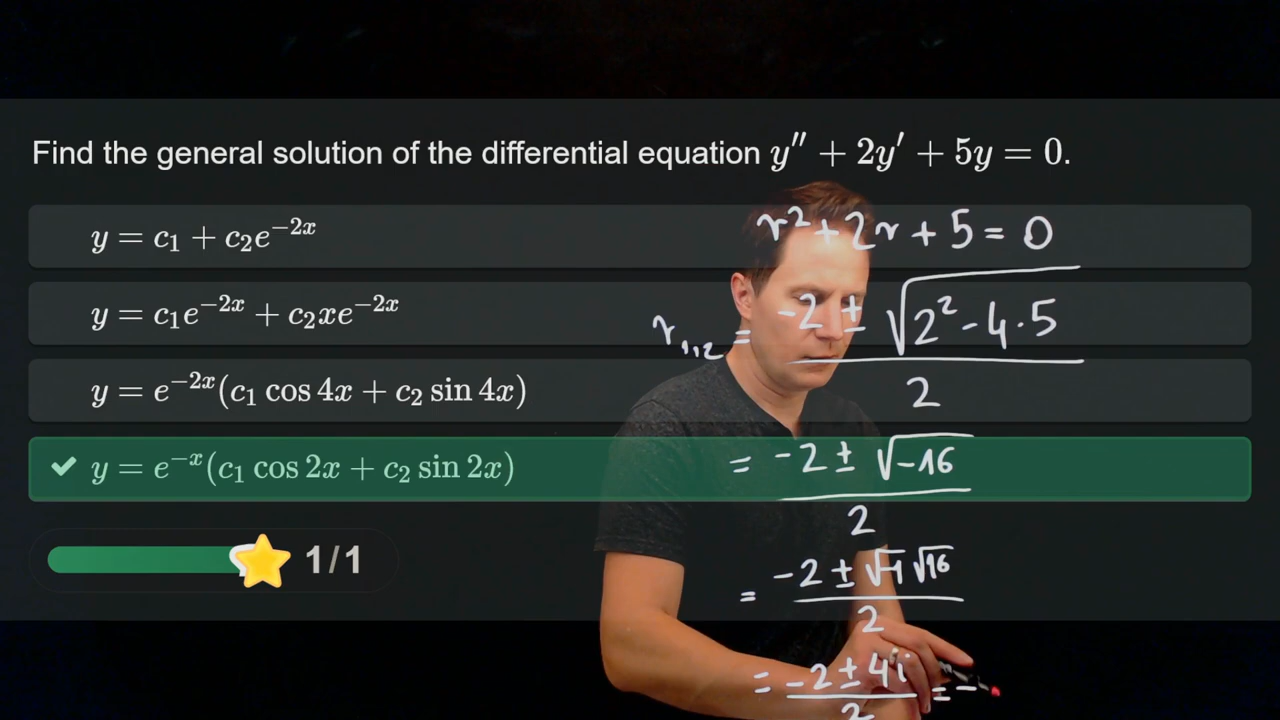 Find the general solution of the differential equation y″ + 2y′ + 5y = 0.
y = c₁ + c₂e⁻²ˣ
y = c₁e⁻²ˣ + c₂xe⁻²ˣ
y = e⁻²ˣ(c₁ cos 4x + c₂ sin 4x)
✔ y = e⁻ˣ(c₁ cos 2x + c₂ sin 2x)
1/1
r² + 2r + 5 = 0
r₁,₂ = (-2 ± √(2² - 4·5)) / 2
= (-2 ± √(-16)) / 2
= (-2 ± √-1 √16) / 2
= (-2 ± 4i) / 2 = -